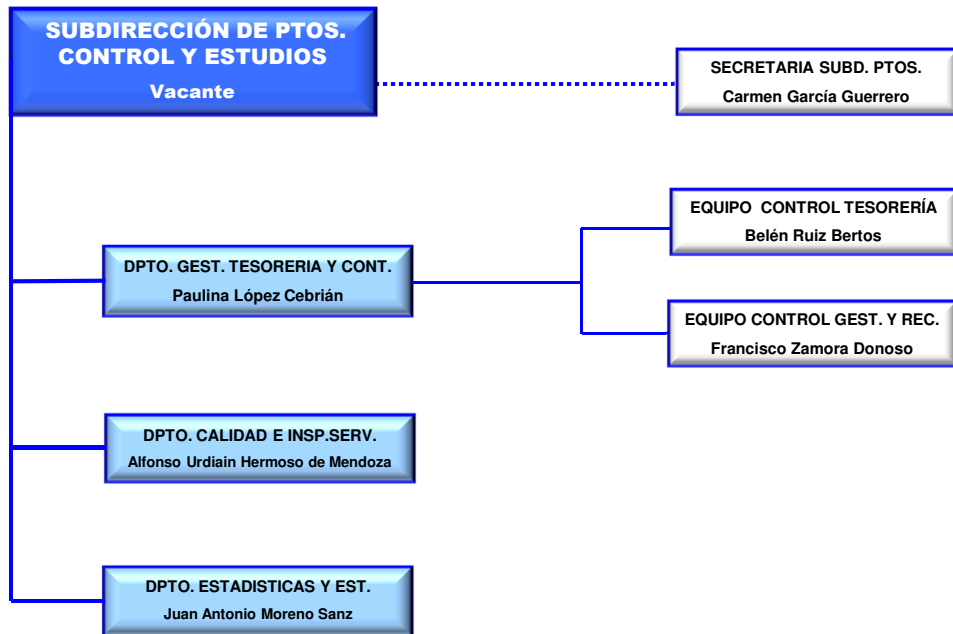 SUBDIRECCIÓN DE PTOS.
CONTROL Y ESTUDIOS
Vacante
SECRETARIA SUBD. PTOS.
Carmen García Guerrero
EQUIPO CONTROL TESORERÍA
Belén Ruiz Bertos
DPTO. GEST. TESORERIA Y CONT.
Paulina López Cebrián
EQUIPO CONTROL GEST. Y REC.
Francisco Zamora Donoso
DPTO. CALIDAD E INSP.SERV.
Alfonso Urdiain Hermoso de Mendoza
DPTO. ESTADISTICAS Y EST.
Juan Antonio Moreno Sanz